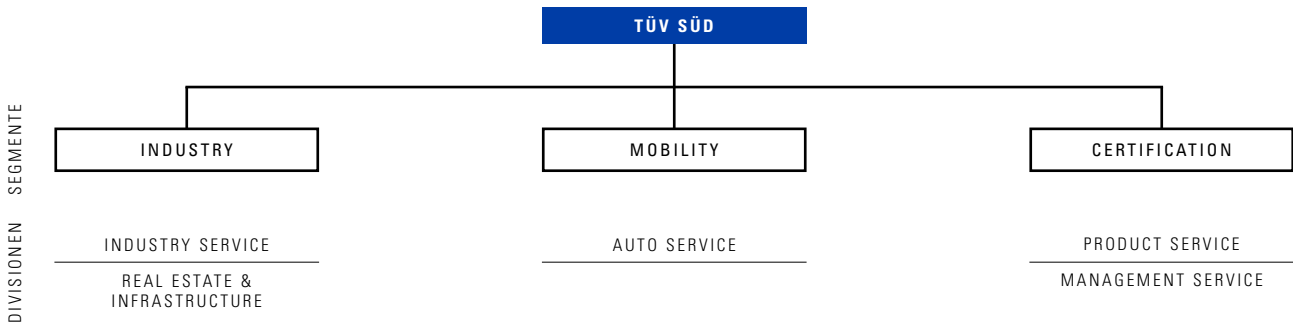 TÜV SÜD
SEGMENTE
INDUSTRY
MOBILITY
CERTIFICATION
DIVISIONEN
INDUSTRY SERVICE
AUTO SERVICE
PRODUCT SERVICE
REAL ESTATE &
INFRASTRUCTURE
MANAGEMENT SERVICE